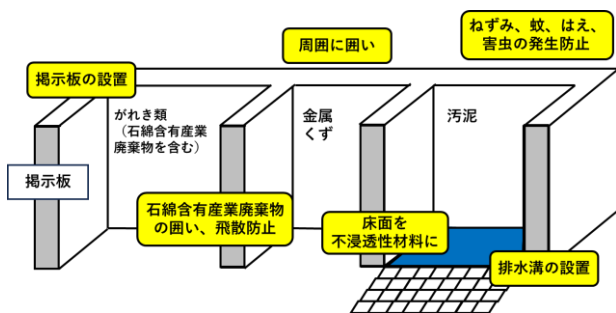 ねずみ、蚊、はえ、
害虫の発生防止
周囲に囲い
掲示板の設置
がれき類
（石綿含有産業
廃棄物を含む）
金属
くず
汚泥
掲示板
石綿含有産業廃棄物
の囲い、飛散防止
床面を
不浸透性材料に
排水溝の設置